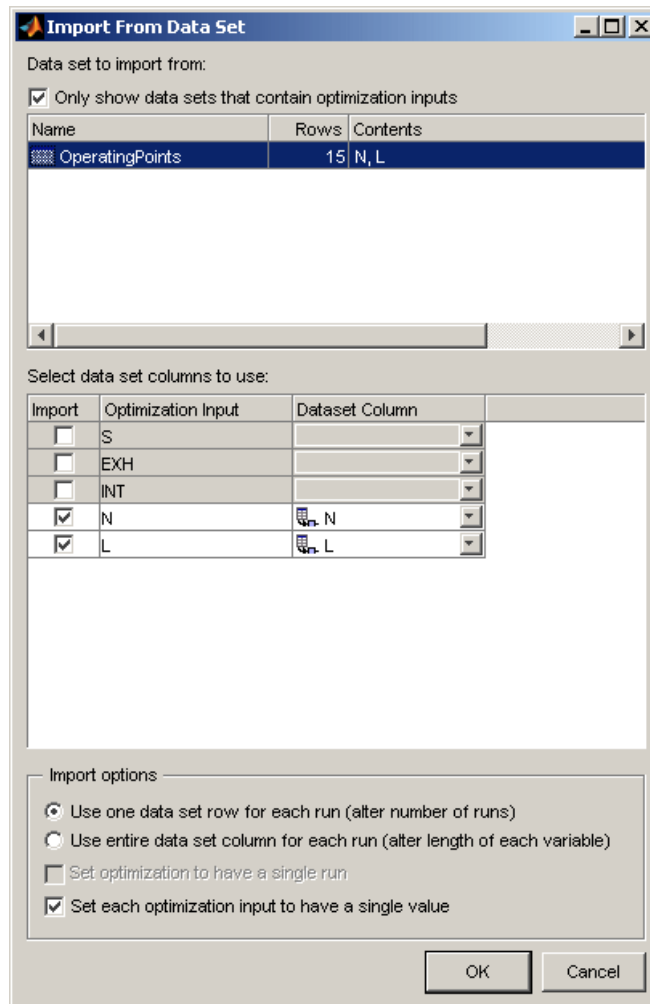 Import From Data Set
Data set to import from:
Only show data sets that contain optimization inputs
Name Rows Contents
OperatingPoints 15 N, L
Select data set columns to use:
Import Optimization Input Dataset Column
S
EXH
INT
N N
L L
Import options
Use one data set row for each run (alter number of runs)
Use entire data set column for each run (alter length of each variable)
Set optimization to have a single run
Set each optimization input to have a single value
OK Cancel